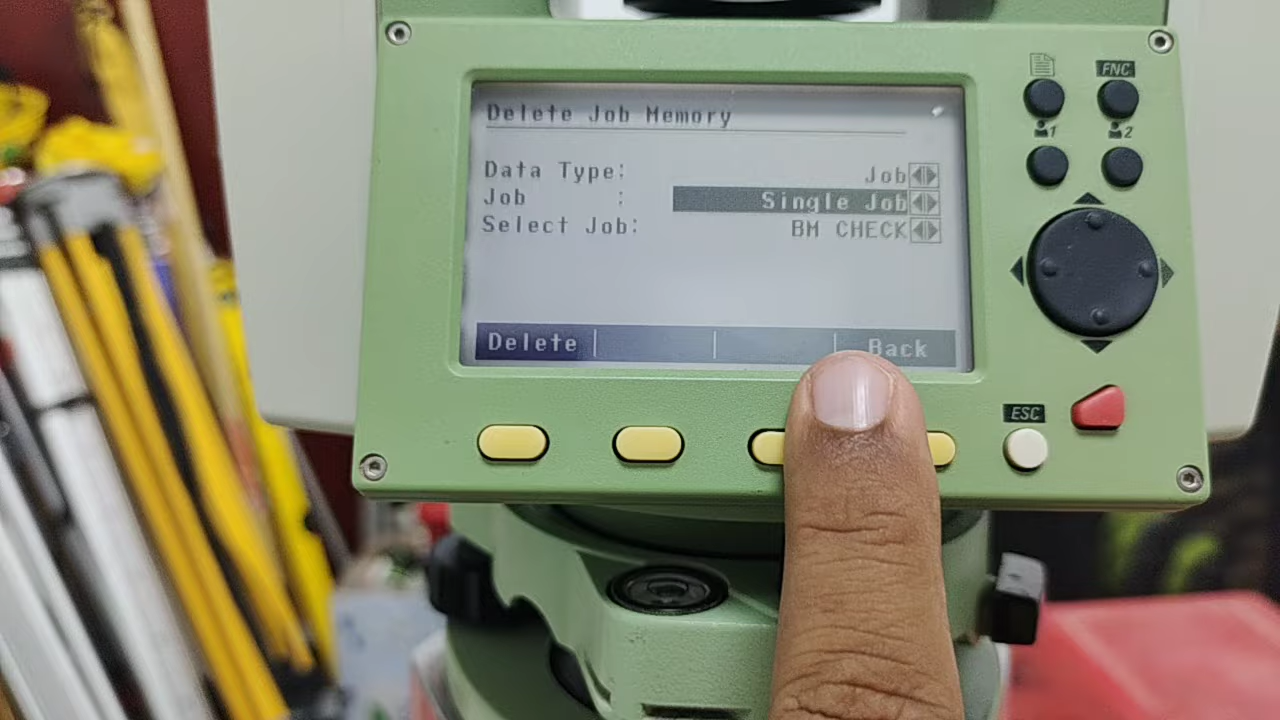 Delete Job Memory
Data Type: Job
Job : Single Job
Select Job: BM CHECK
Delete Back
FNC
1 2
ESC